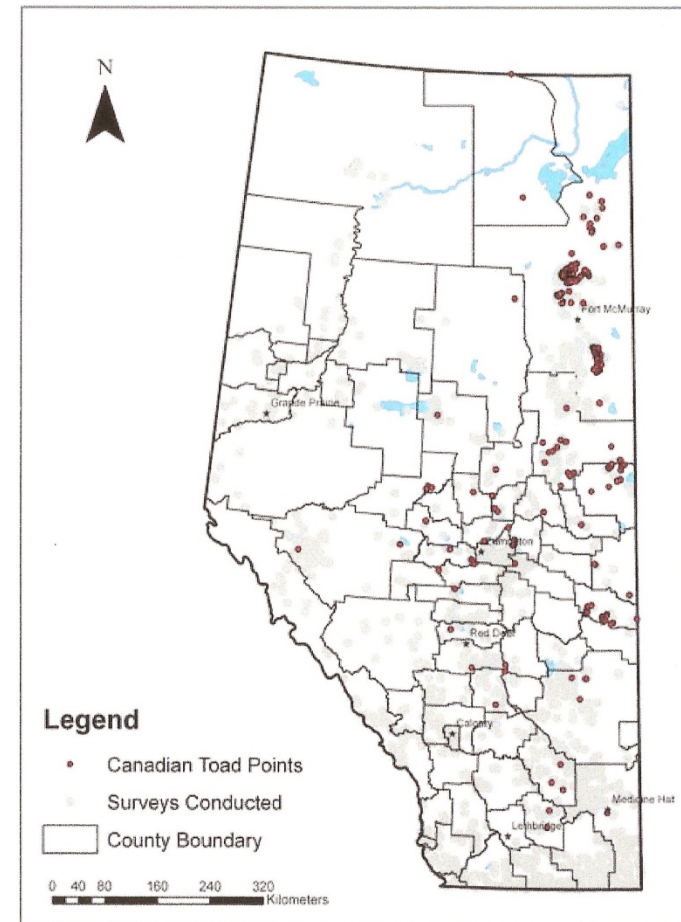 N
Fort McMurray
Grande Prairie
Edmonton
Red Deer
Calgary
Medicine Hat
Lethbridge
Legend
Canadian Toad Points
Surveys Conducted
County Boundary
0 40 80 160 240 320
Kilometers